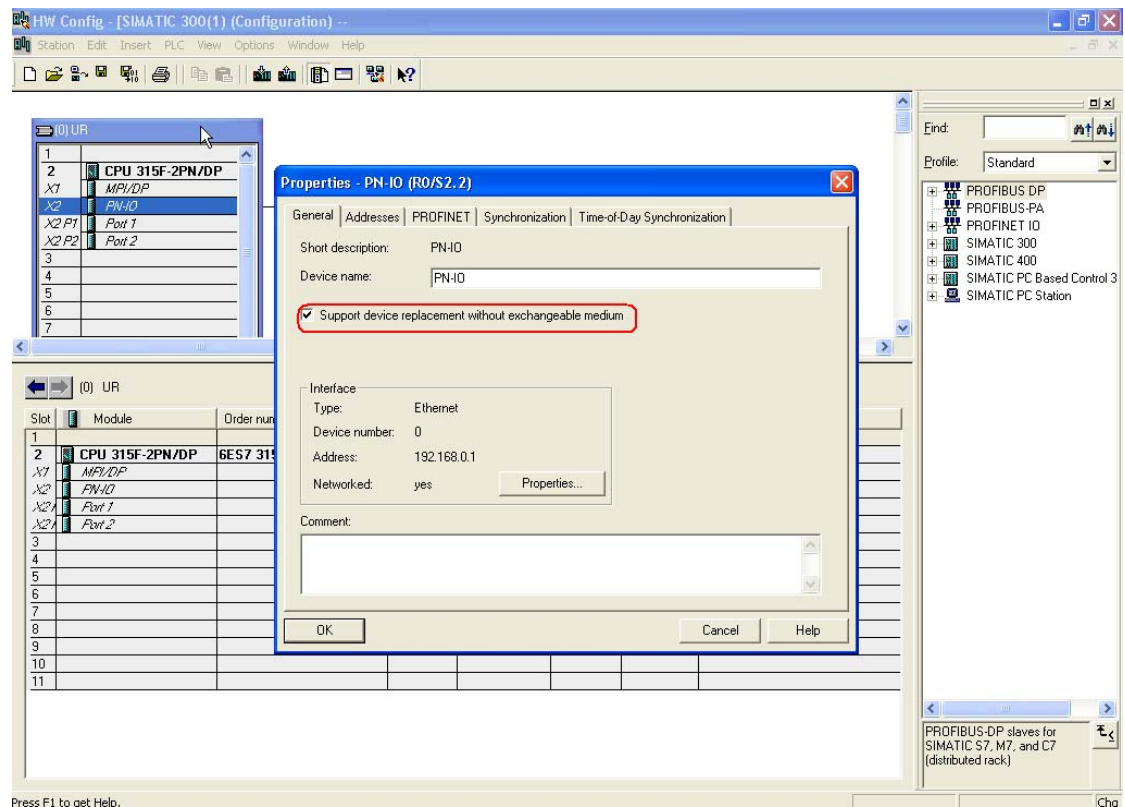 HW Config - [SIMATIC 300(1) (Configuration) --
Station Edit Insert PLC View Options Window Help
(0) UR
1
2 CPU 315F-2PN/DP
X1 MPI/DP
X2 PN-IO
X2 P1 Port 1
X2 P2 Port 2
3
4
5
6
7
Properties - PN-IO (R0/S2.2)
General Addresses PROFINET Synchronization Time-of-Day Synchronization
Short description: PN-IO
Device name: PN-IO
Support device replacement without exchangeable medium
Interface
Type: Ethernet
Device number: 0
Address: 192.168.0.1
Networked: yes Properties...
Comment:
OK Cancel Help
Find:
Profile: Standard
PROFIBUS DP
PROFIBUS-PA
PROFINET IO
SIMATIC 300
SIMATIC 400
SIMATIC PC Based Control 3
SIMATIC PC Station
(0) UR
Slot Module Order num
1
2 CPU 315F-2PN/DP 6ES7 315
X1 MPI/DP
X2 PN-IO
X2 Port 1
X2 Port 2
3
4
5
6
7
8
9
10
11
PROFIBUS-DP slaves for
SIMATIC S7, M7, and C7
(distributed rack)
Press F1 to get Help.
Chg